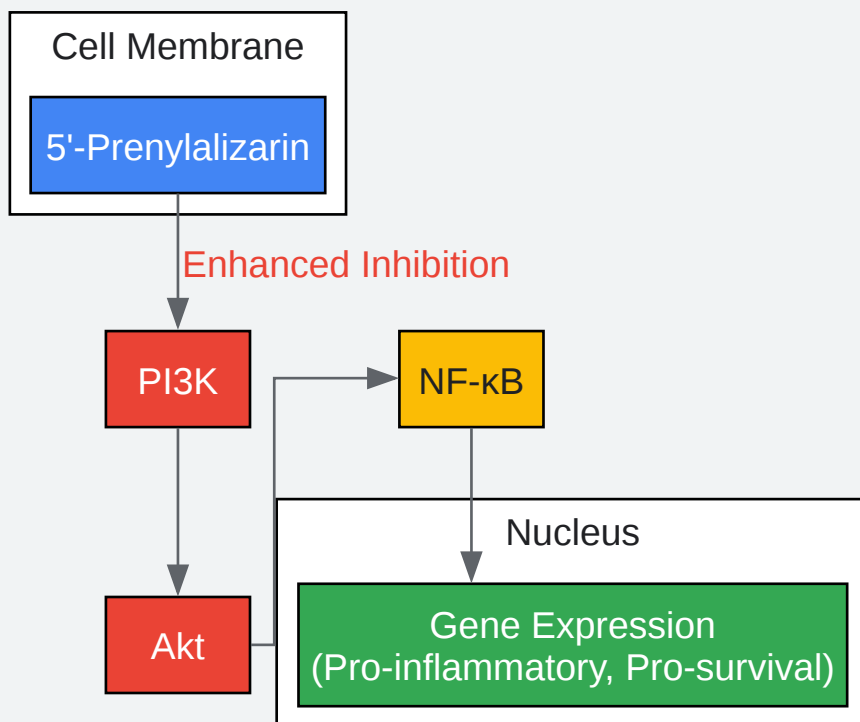 Cell Membrane
5'-Prenylalizarin
Enhanced Inhibition
PI3K
NF-κB
Nucleus
Akt
Gene Expression
(Pro-inflammatory, Pro-survival)